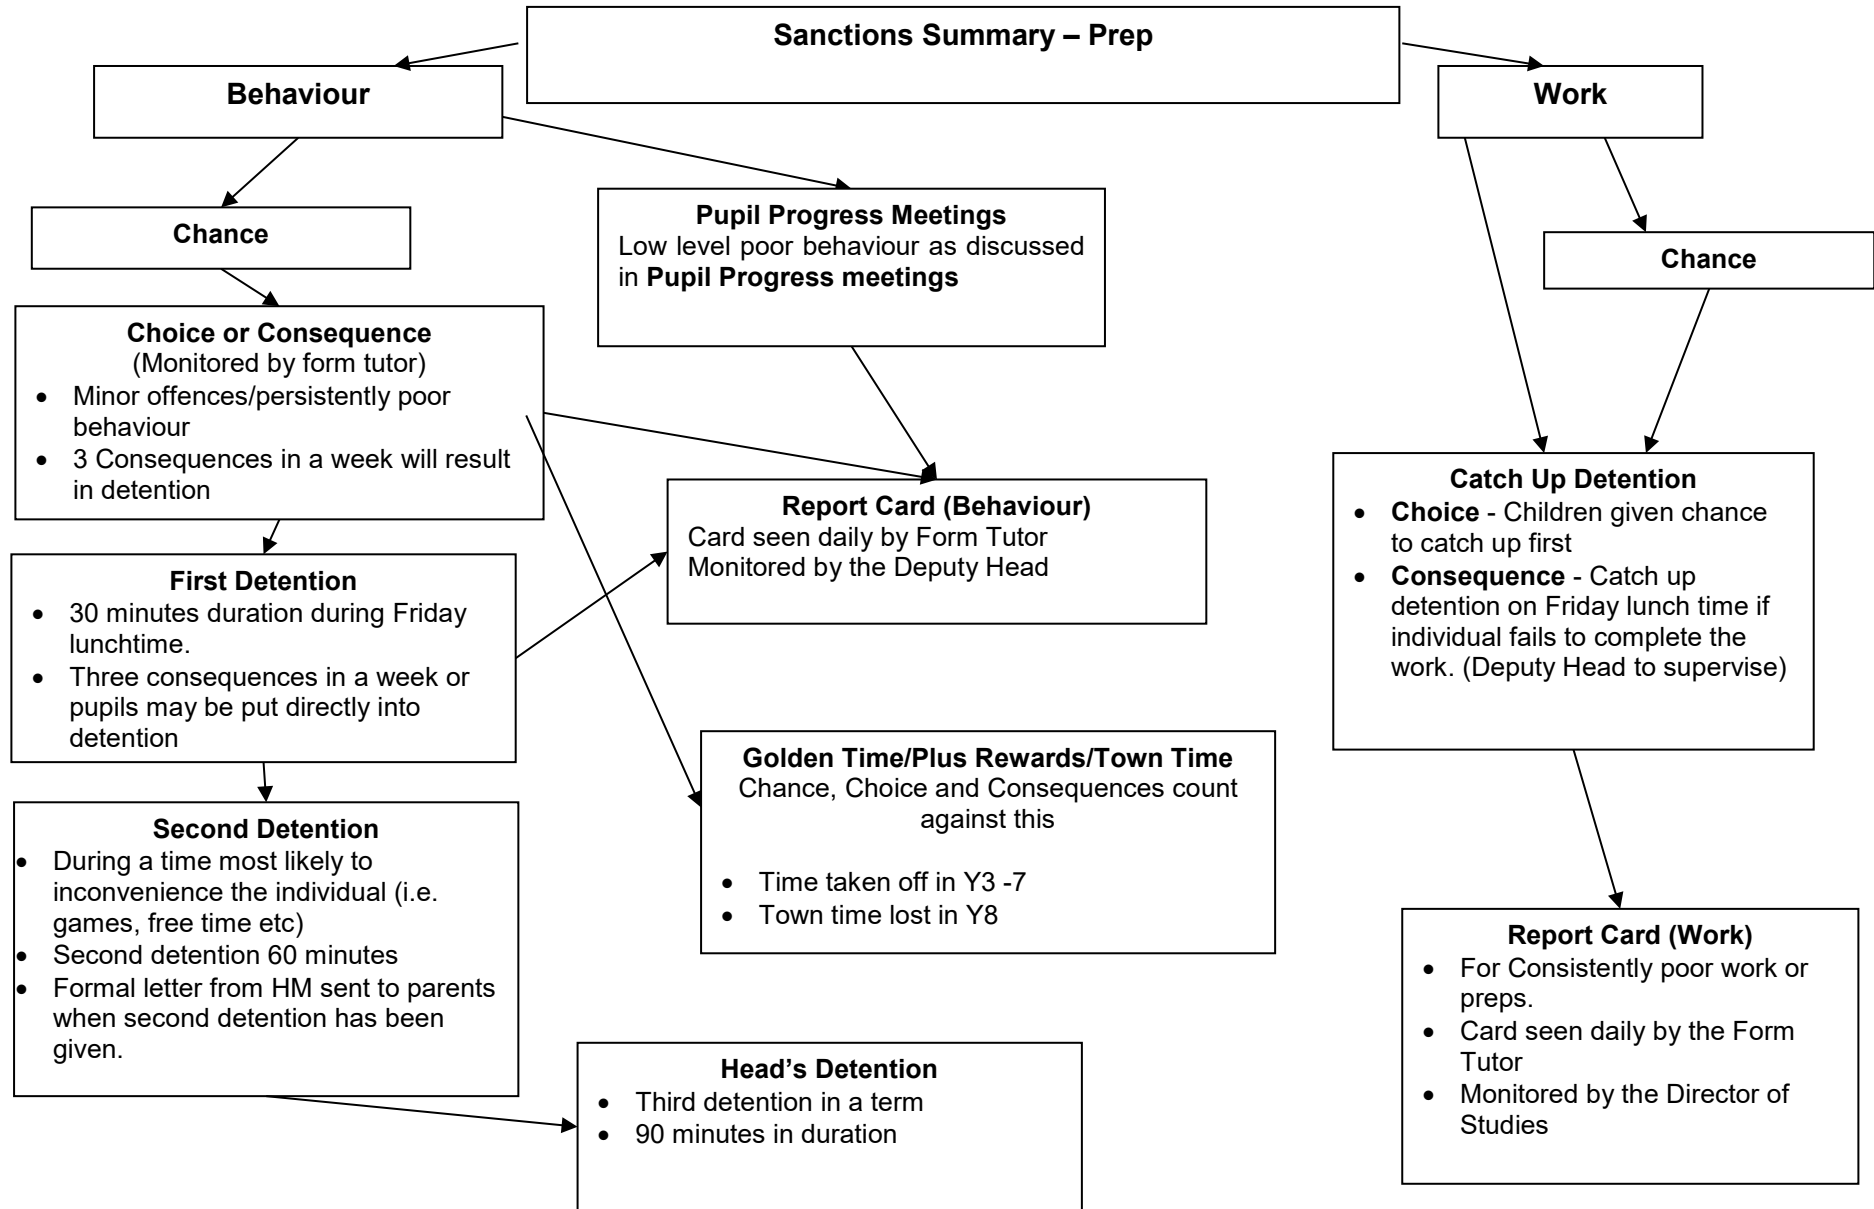 Sanctions Summary – Prep
Behaviour
Work
Chance
Pupil Progress Meetings
Low level poor behaviour as discussed
in Pupil Progress meetings
Chance
Choice or Consequence
(Monitored by form tutor)
• Minor offences/persistently poor
behaviour
• 3 Consequences in a week will result
in detention
Report Card (Behaviour)
Card seen daily by Form Tutor
Monitored by the Deputy Head
Catch Up Detention
• Choice - Children given chance
to catch up first
• Consequence - Catch up
detention on Friday lunch time if
individual fails to complete the
work. (Deputy Head to supervise)
First Detention
• 30 minutes duration during Friday
lunchtime.
• Three consequences in a week or
pupils may be put directly into
detention
Golden Time/Plus Rewards/Town Time
Chance, Choice and Consequences count
against this
• Time taken off in Y3 -7
• Town time lost in Y8
Second Detention
• During a time most likely to
inconvenience the individual (i.e.
games, free time etc)
• Second detention 60 minutes
• Formal letter from HM sent to parents
when second detention has been
given.
Report Card (Work)
• For Consistently poor work or
preps.
• Card seen daily by the Form
Tutor
• Monitored by the Director of
Studies
Head’s Detention
• Third detention in a term
• 90 minutes in duration